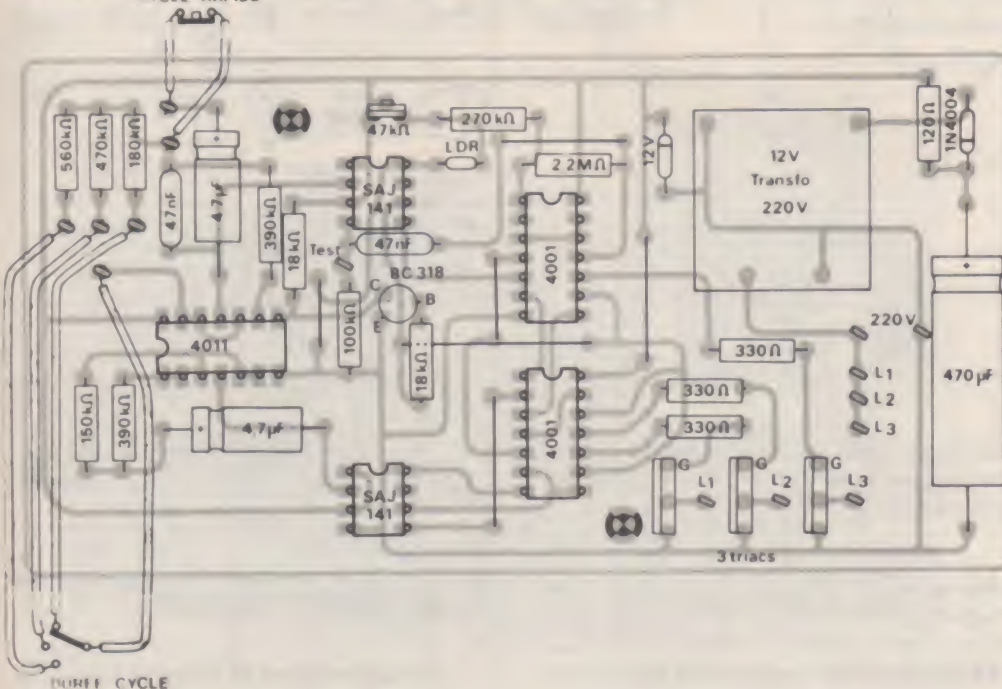 560kΩ
470kΩ
180kΩ
47nF
4,7µF
390kΩ
18kΩ
47kΩ
270kΩ
LDR
2.2MΩ
12V
SAJ
141
Test
47nF
BC 318
C
B
E
100kΩ
18kΩ
4001
4011
150kΩ
390kΩ
4,7µF
SAJ
141
4001
12V
Transfo
220V
120Ω
1N4004
220V
470µF
330Ω
330Ω
330Ω
L1
L2
L3
G
L1
G
L2
G
L3
3 triacs
DUREE CYCLE